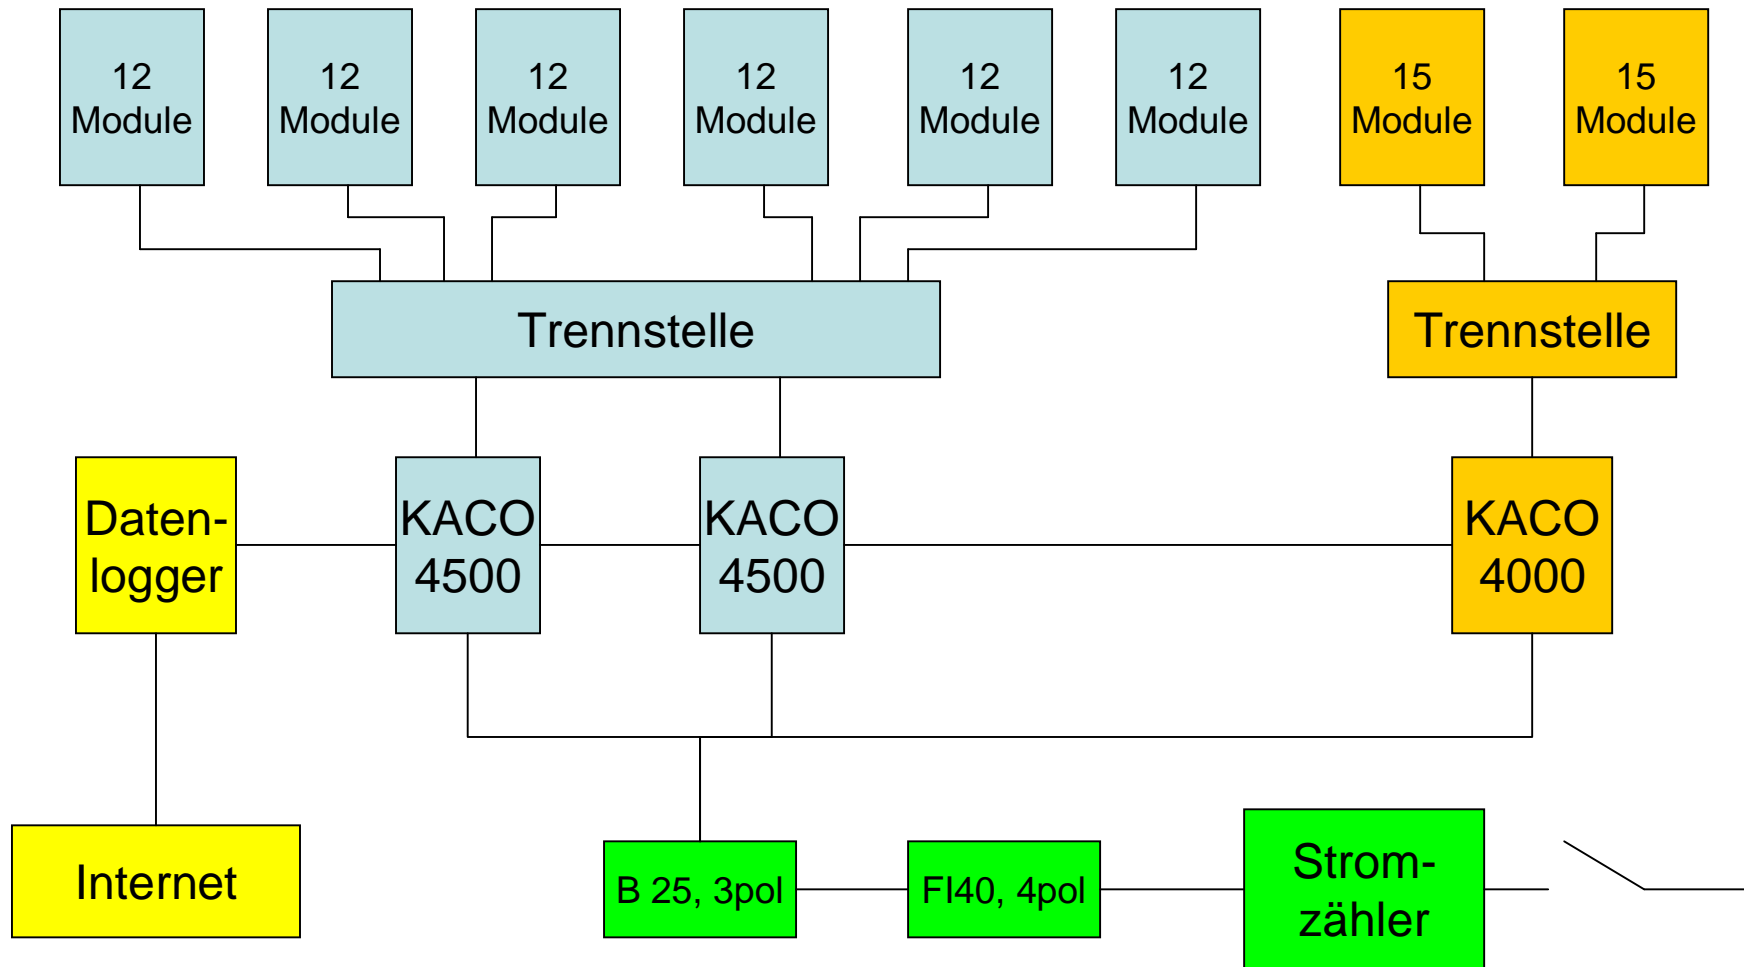 12
Module
12
Module
12
Module
12
Module
12
Module
12
Module
15
Module
15
Module
Trennstelle
Trennstelle
Daten-
logger
KACO
4500
KACO
4500
KACO
4000
Internet
B 25, 3pol
FI40, 4pol
Strom-
zähler